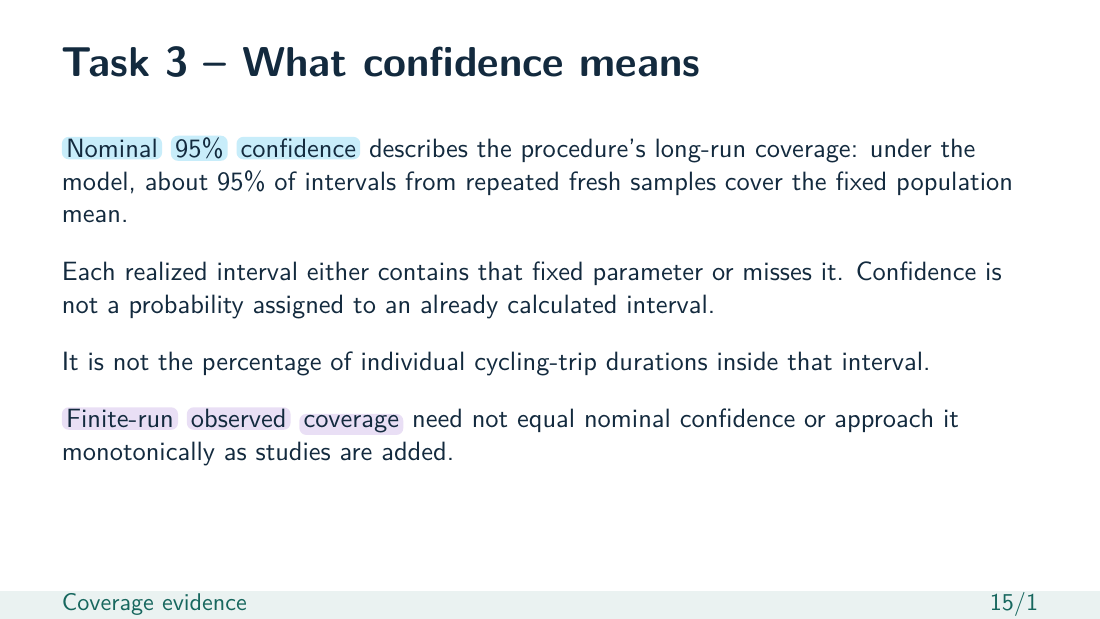 Task 3 – What confidence means
Nominal 95% confidence describes the procedure’s long-run coverage: under the
model, about 95% of intervals from repeated fresh samples cover the fixed population
mean.
Each realized interval either contains that fixed parameter or misses it. Confidence is
not a probability assigned to an already calculated interval.
It is not the percentage of individual cycling-trip durations inside that interval.
Finite-run observed coverage need not equal nominal confidence or approach it
monotonically as studies are added.
Coverage evidence
15/1